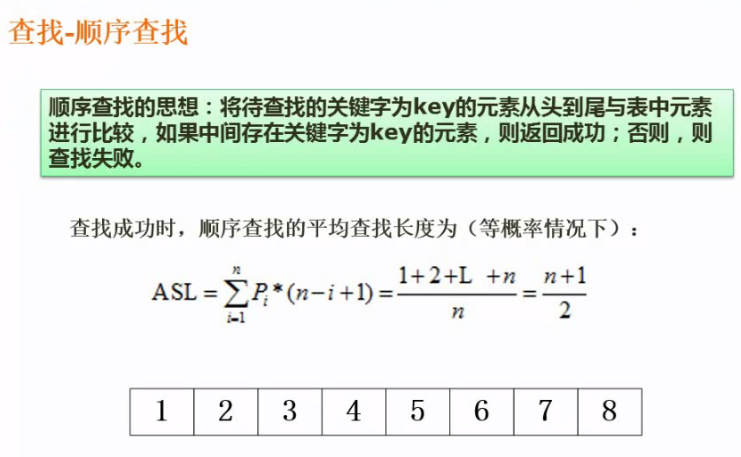 查找-顺序查找
顺序查找的思想：将待查找的关键字为key的元素从头到尾与表中元素
进行比较，如果中间存在关键字为key的元素，则返回成功；否则，则
查找失败。
查找成功时，顺序查找的平均查找长度为（等概率情况下）：
ASL = ∑_{i=1}^{n} P_i * (n-i+1) = (1+2+L +n)/n = (n+1)/2
1 2 3 4 5 6 7 8